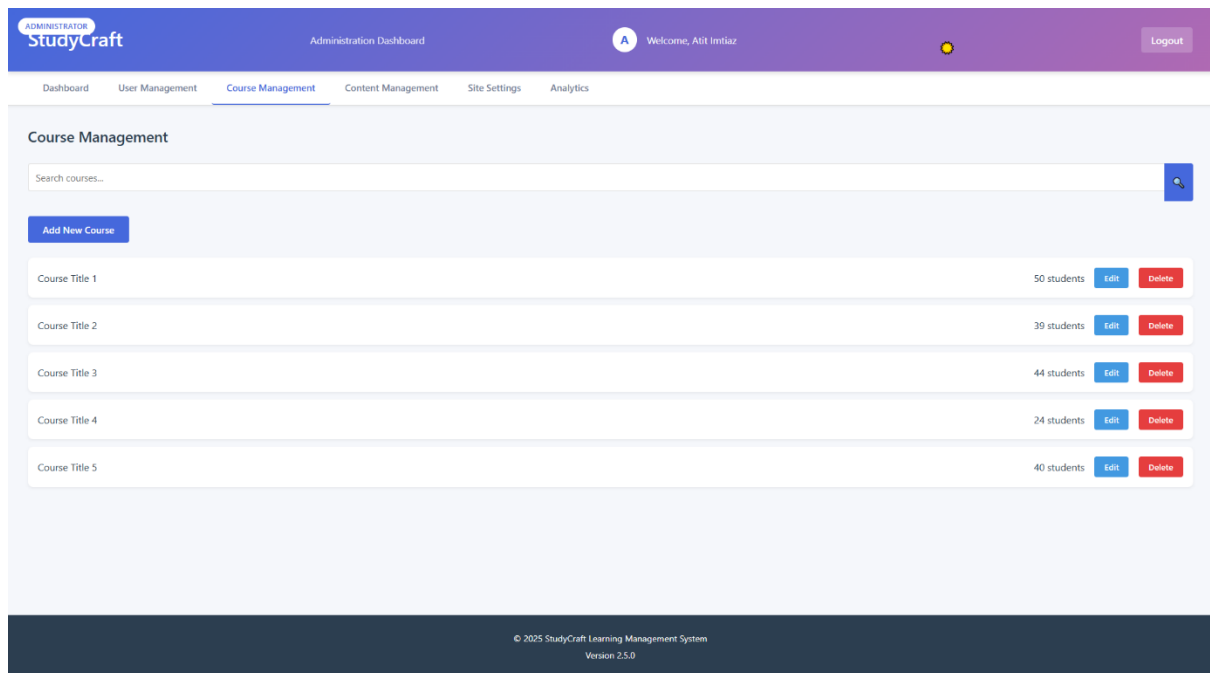 ADMINISTRATOR
StudyCraft
Administration Dashboard
A
Welcome, Atit Imtiaz
Logout
Dashboard User Management Course Management Content Management Site Settings Analytics
Course Management
Search courses...
Add New Course
Course Title 1 50 students Edit Delete
Course Title 2 39 students Edit Delete
Course Title 3 44 students Edit Delete
Course Title 4 24 students Edit Delete
Course Title 5 40 students Edit Delete
© 2025 StudyCraft Learning Management System
Version 2.5.0